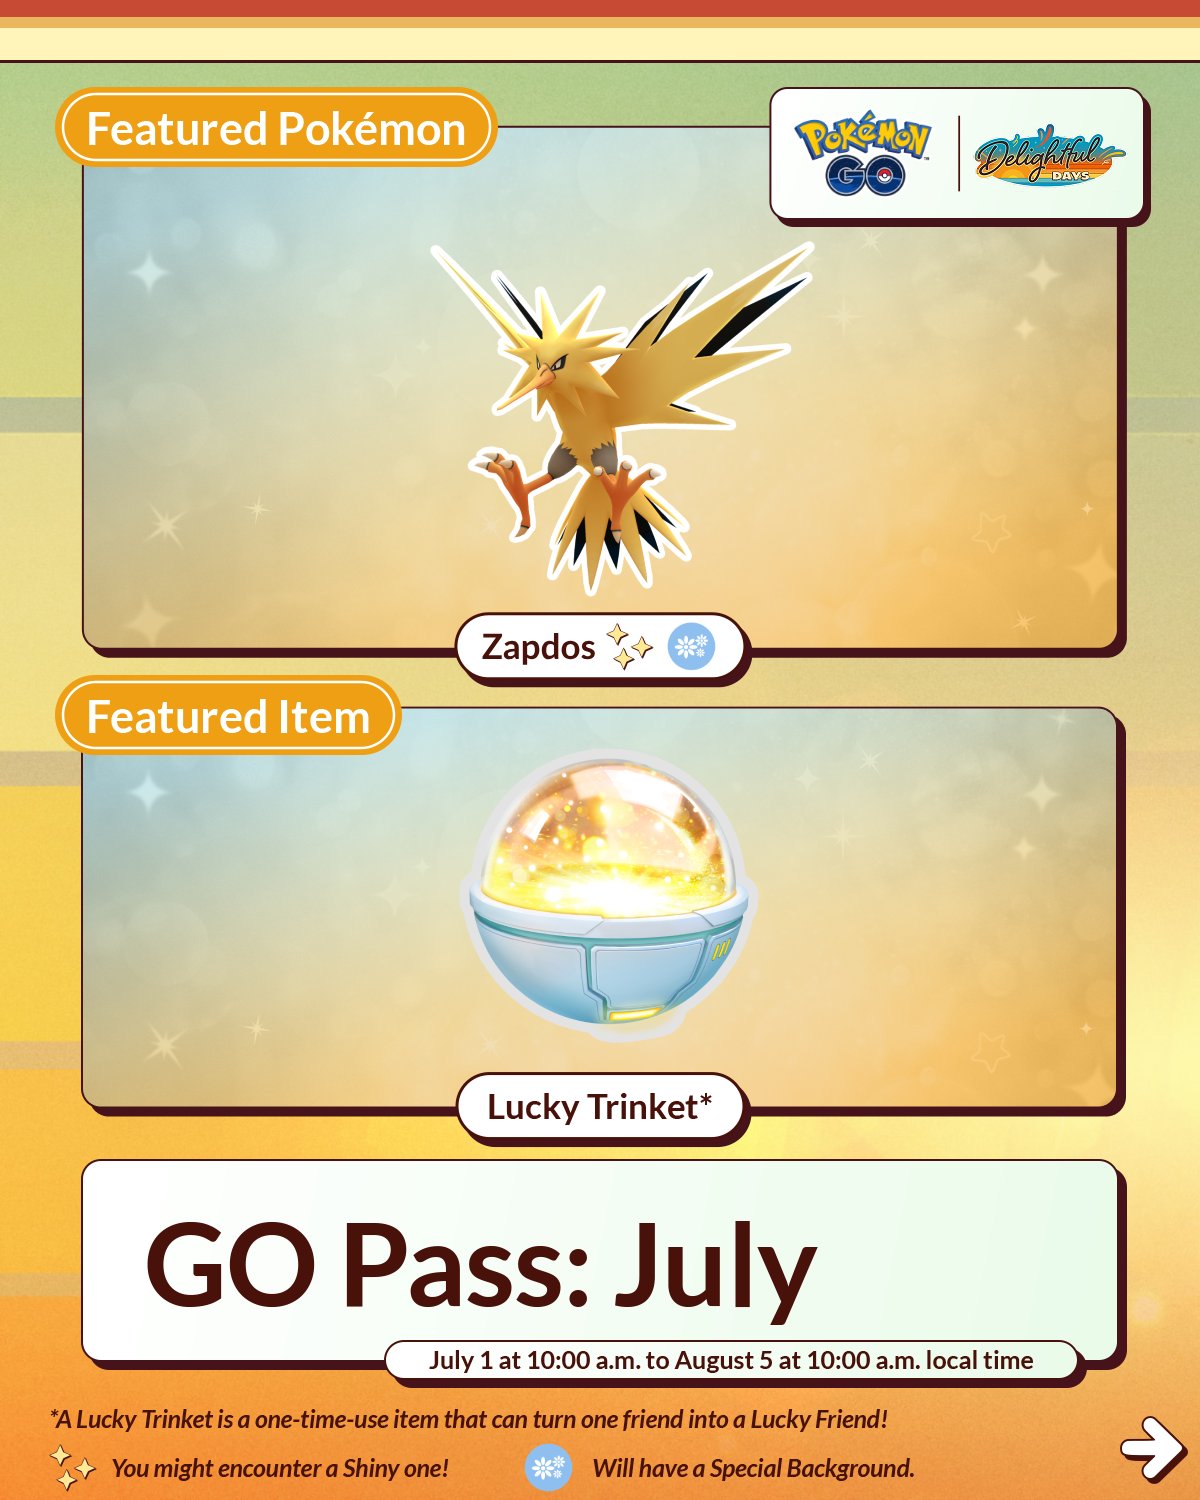 Featured Pokémon
POKéMON
GO
TM
Delightful
DAYS
Zapdos
Featured Item
Lucky Trinket*
GO Pass: July
July 1 at 10:00 a.m. to August 5 at 10:00 a.m. local time
*A Lucky Trinket is a one-time-use item that can turn one friend into a Lucky Friend!
You might encounter a Shiny one!
Will have a Special Background.